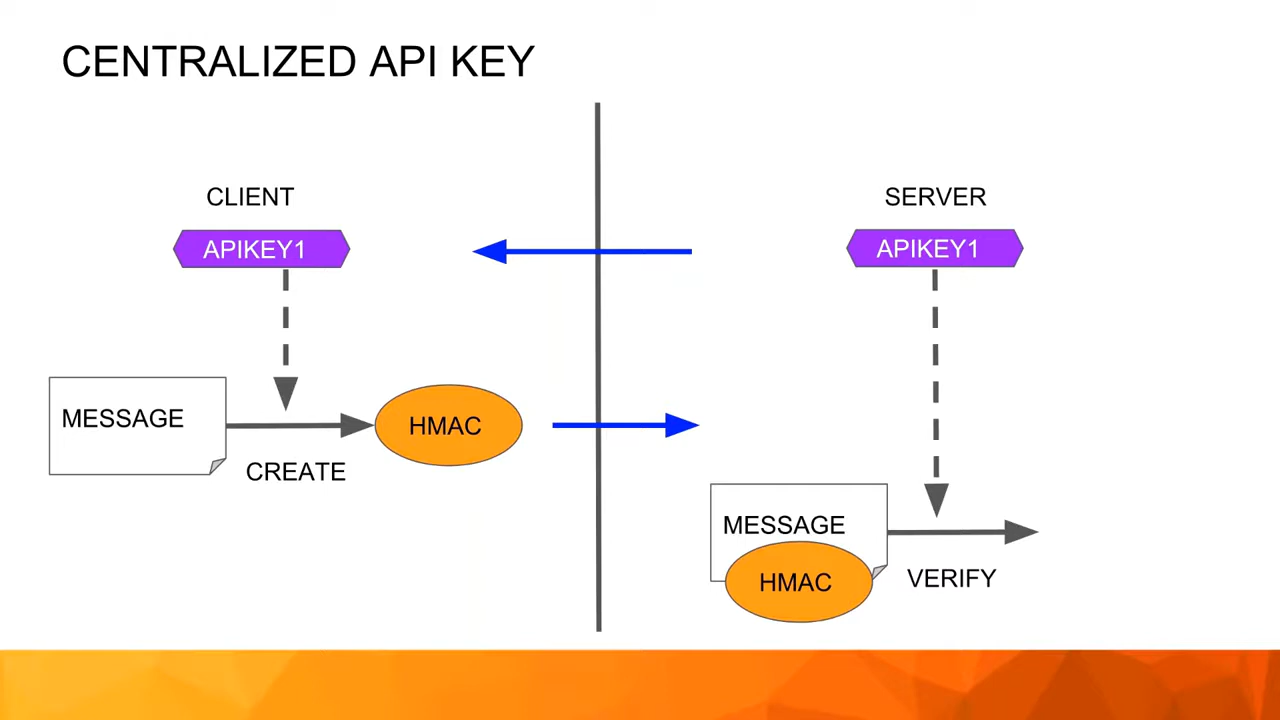 CENTRALIZED API KEY
CLIENT
APIKEY1
MESSAGE
HMAC
CREATE
SERVER
APIKEY1
MESSAGE
HMAC
VERIFY